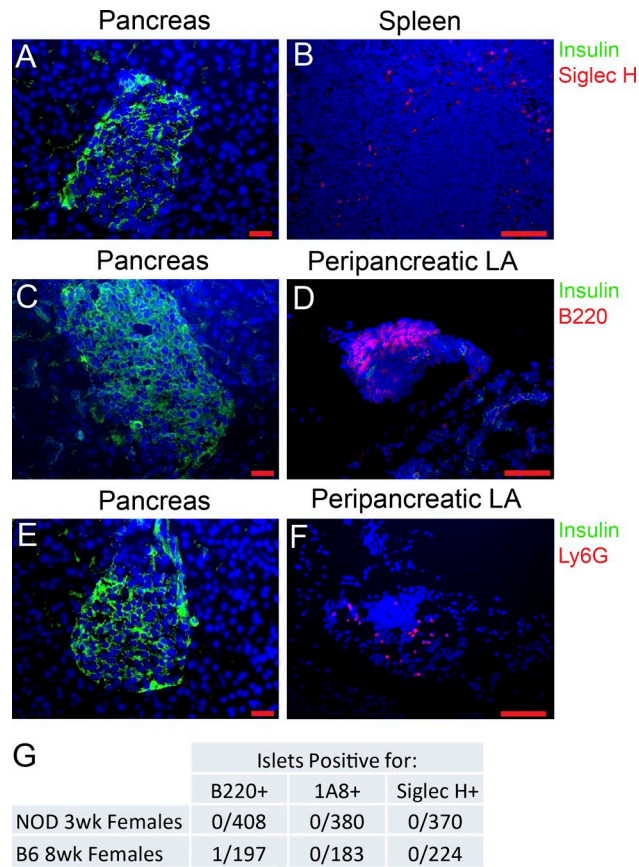 Pancreas
Spleen
A
B
Insulin
Siglec H
Pancreas
Peripancreatic LA
C
D
Insulin
B220
Pancreas
Peripancreatic LA
E
F
Insulin
Ly6G
G
Islets Positive for:
B220+ 1A8+ Siglec H+
NOD 3wk Females 0/408 0/380 0/370
B6 8wk Females 1/197 0/183 0/224